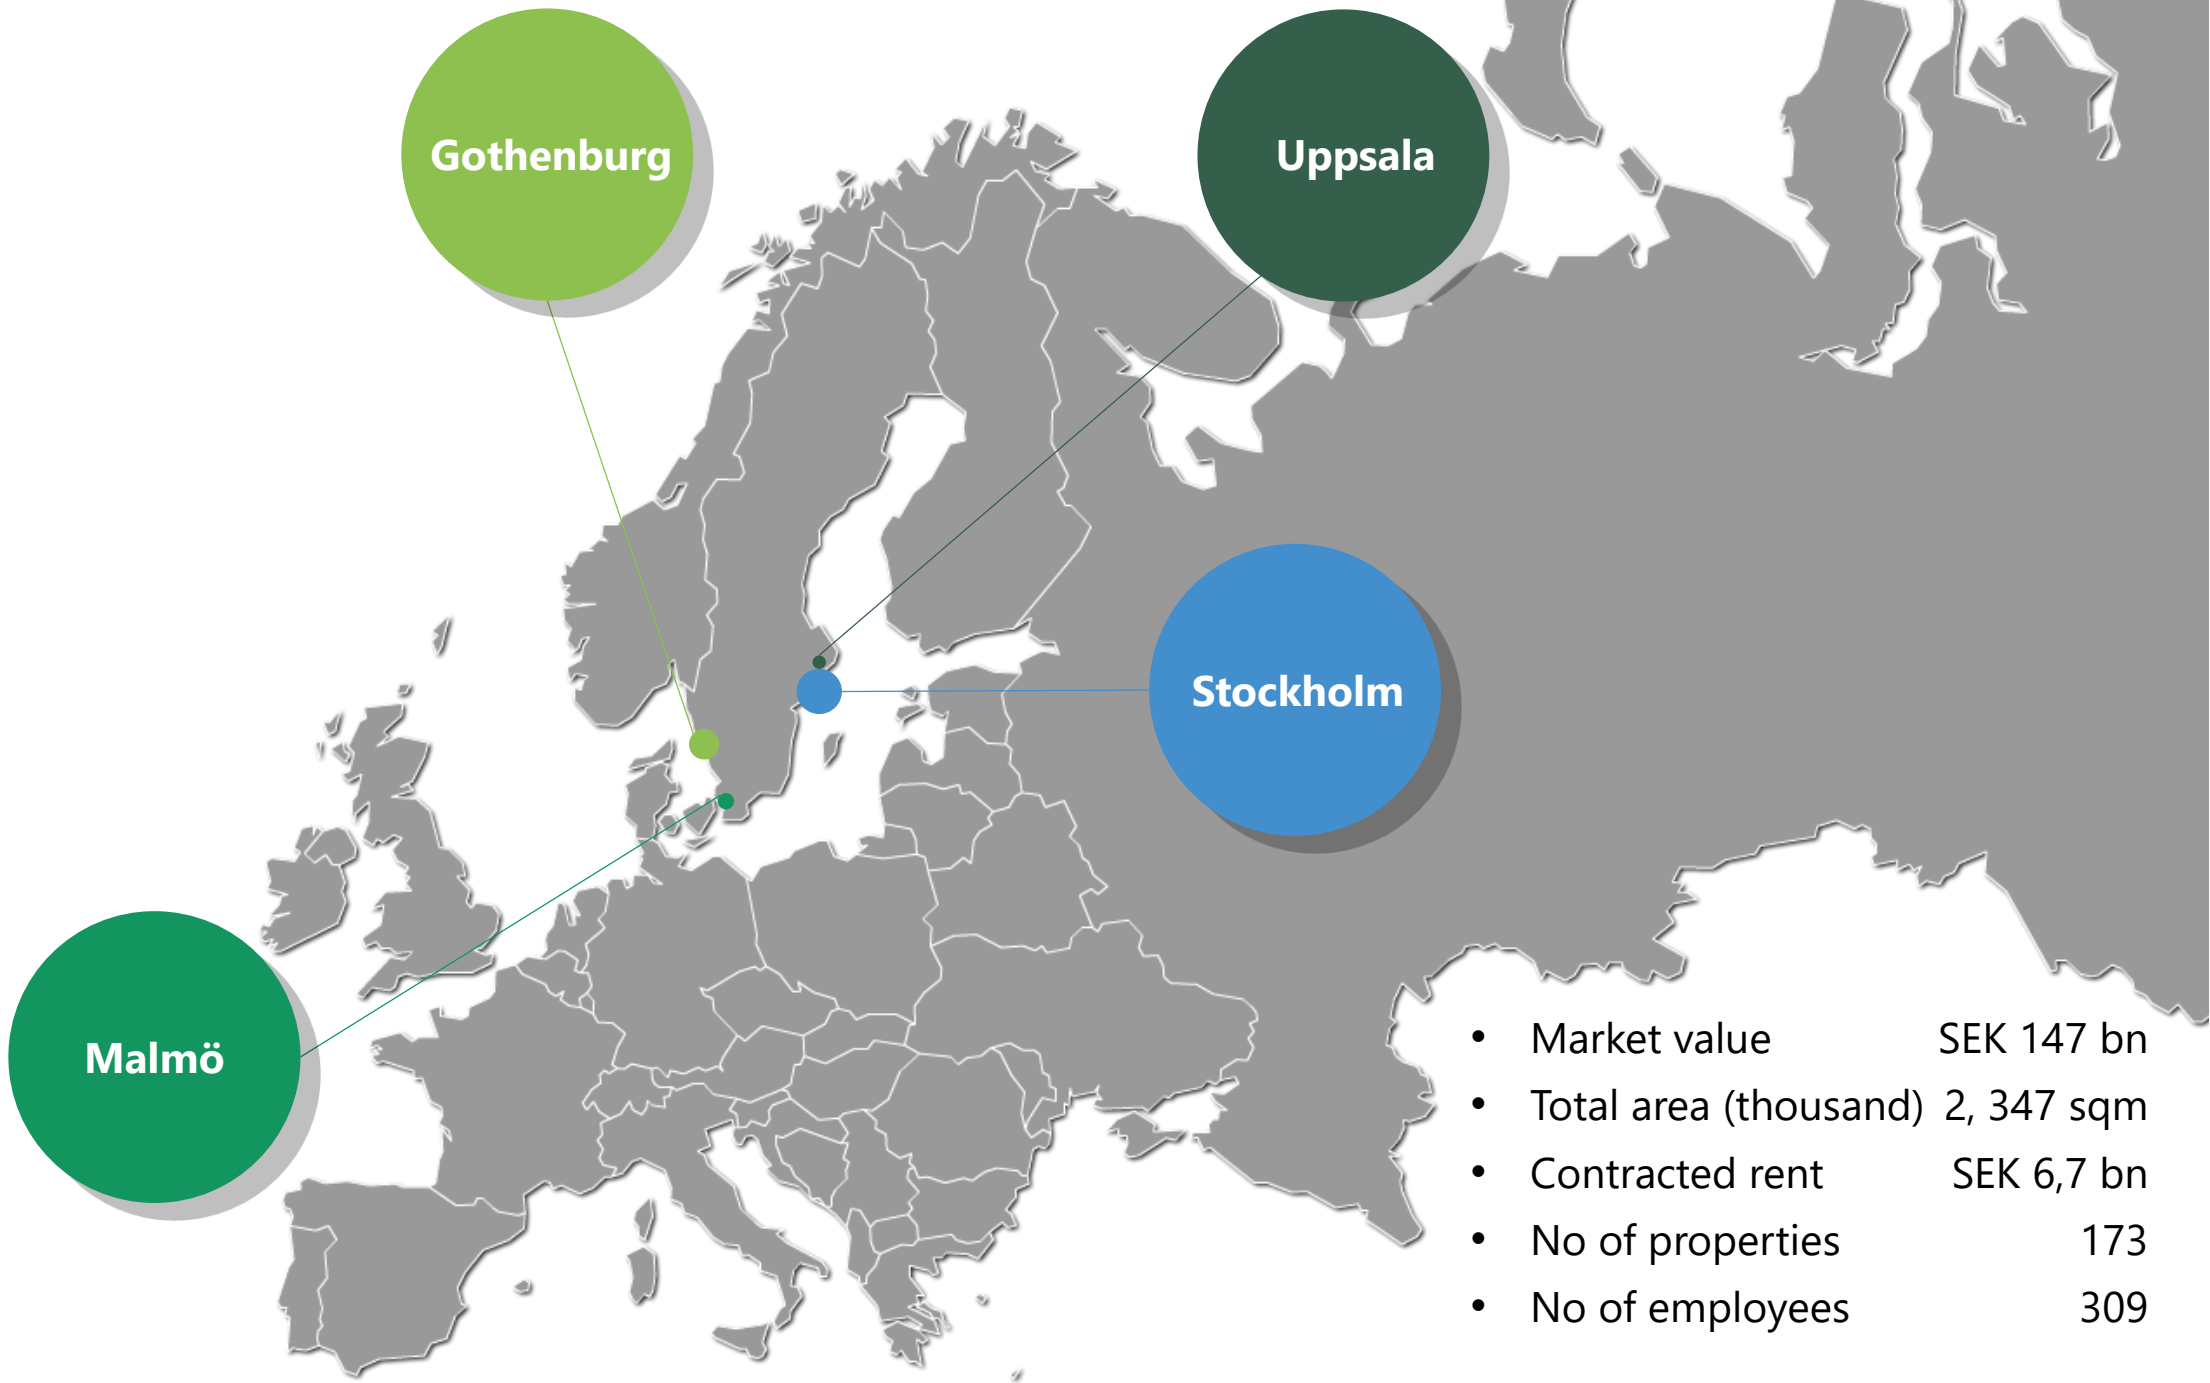 Gothenburg
Uppsala
Stockholm
Malmö
• Market value SEK 147 bn
• Total area (thousand) 2, 347 sqm
• Contracted rent SEK 6,7 bn
• No of properties 173
• No of employees 309